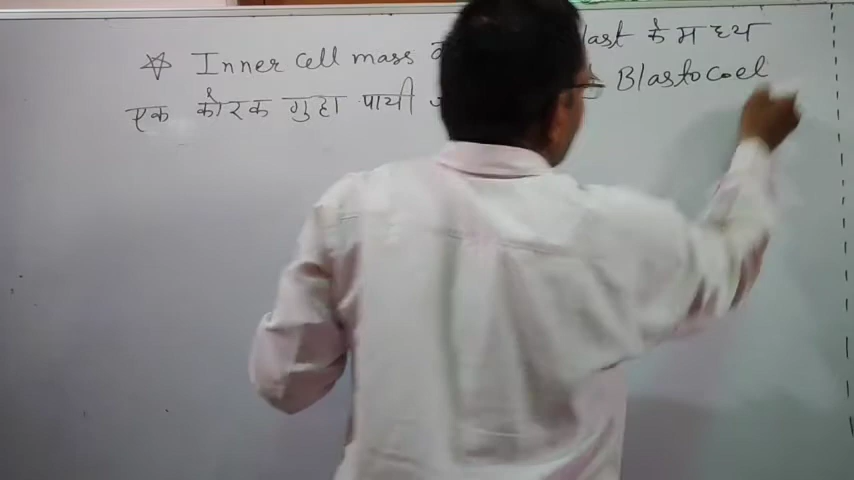 ☆ Inner cell mass last के मध्य
एक कोरक गुहा पायी Blastocoel